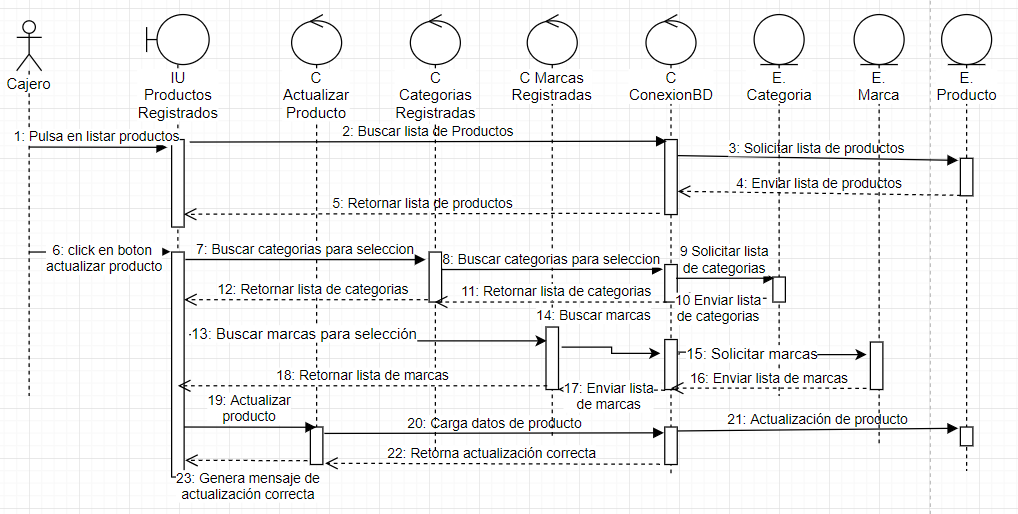 Cajero
IU
Productos
Registrados
C
Actualizar
Producto
C
Categorias
Registradas
C Marcas
Registradas
C
ConexionBD
E.
Categoria
E.
Marca
E.
Producto
1: Pulsa en listar productos
2: Buscar lista de Productos
3: Solicitar lista de productos
4: Enviar lista de productos
5: Retornar lista de productos
6: click en boton
actualizar producto
7: Buscar categorias para seleccion
8: Buscar categorias para seleccion
9 Solicitar lista
de categorias
10 Enviar lista
de categorias
11: Retornar lista de categorias
12: Retornar lista de categorias
13: Buscar marcas para selección
14: Buscar marcas
15: Solicitar marcas
16: Enviar lista de marcas
17: Enviar lista
de marcas
18: Retornar lista de marcas
19: Actualizar
producto
20: Carga datos de producto
21: Actualización de producto
22: Retorna actualización correcta
23: Genera mensaje de
actualización correcta